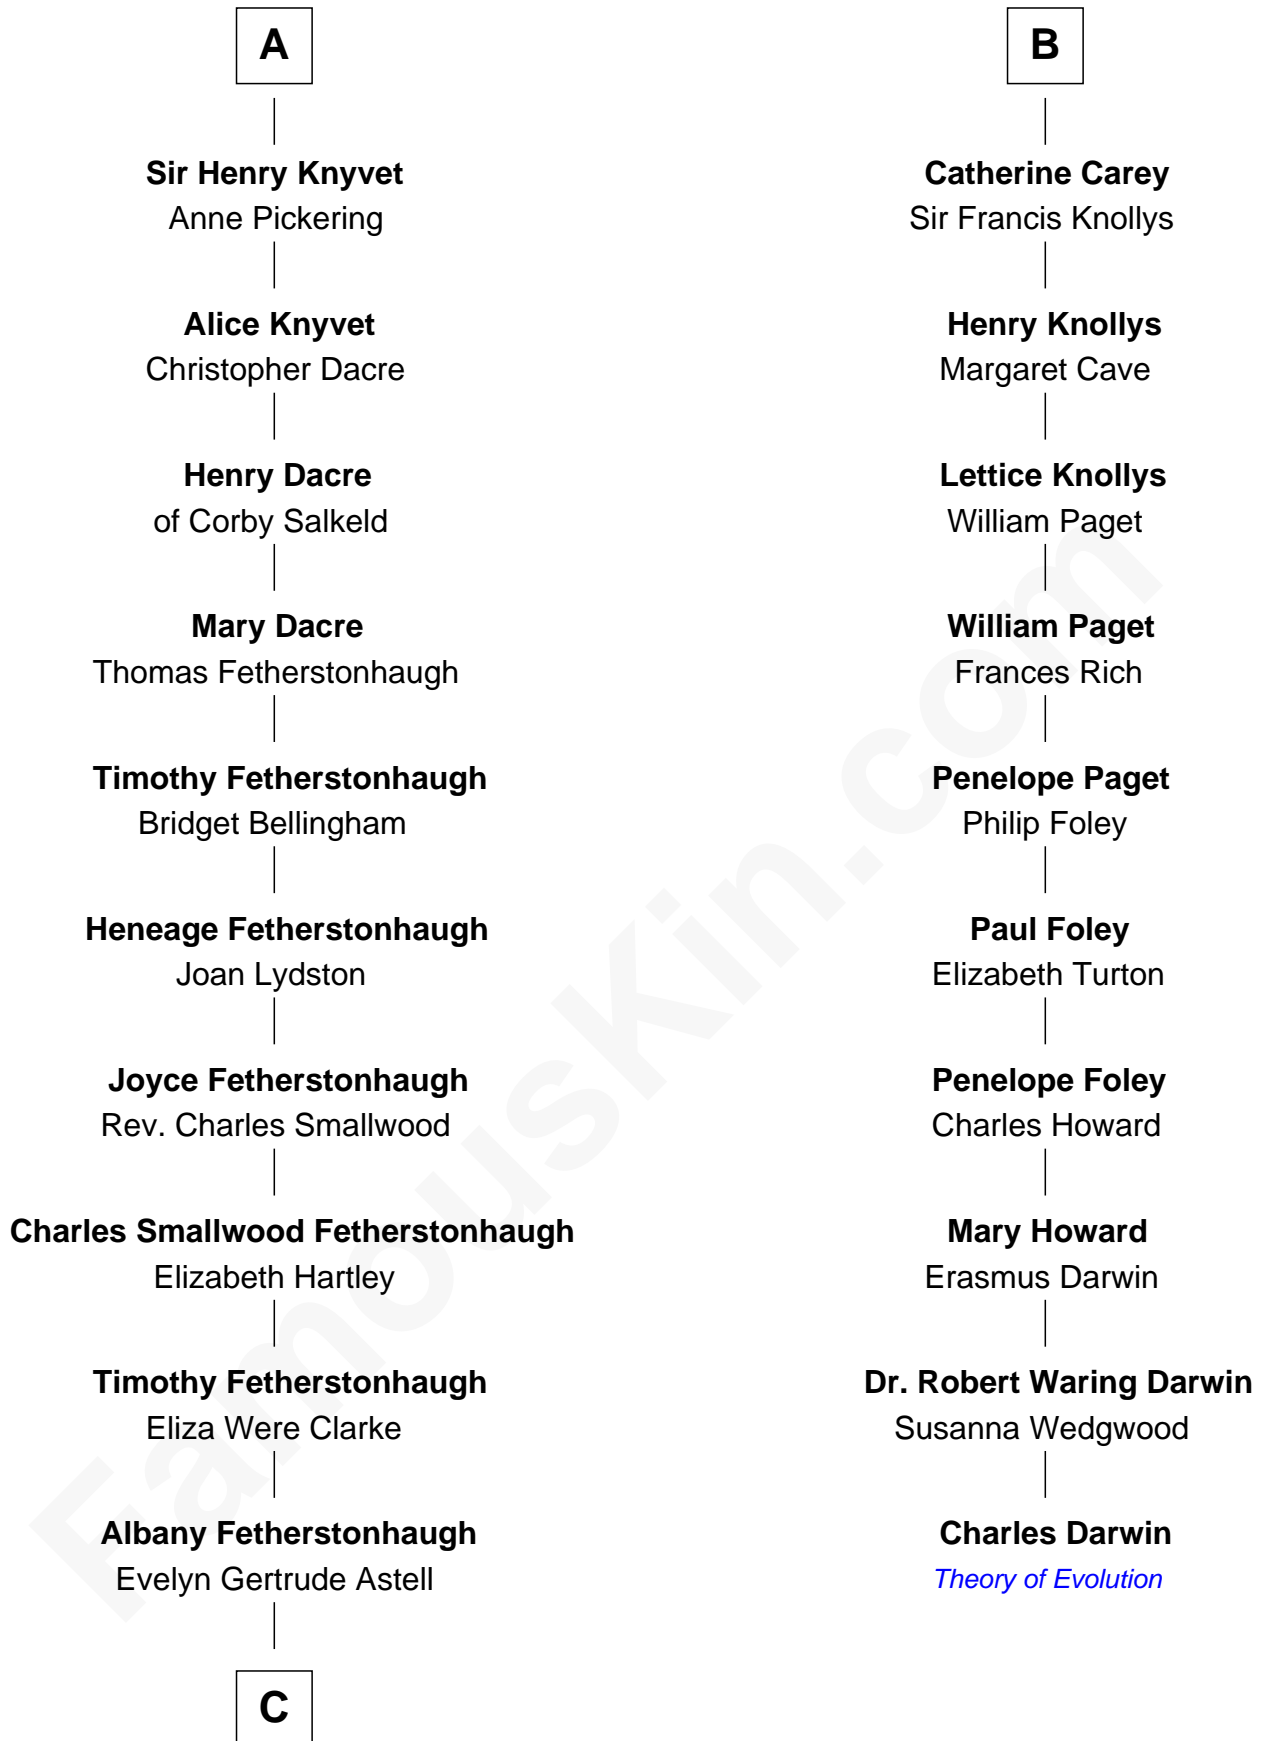 A
Sir Henry Knyvet
Anne Pickering
Alice Knyvet
Christopher Dacre
Henry Dacre
of Corby Salkeld
Mary Dacre
Thomas Fetherstonhaugh
Timothy Fetherstonhaugh
Bridget Bellingham
Heneage Fetherstonhaugh
Joan Lydston
Joyce Fetherstonhaugh
Rev. Charles Smallwood
Charles Smallwood Fetherstonhaugh
Elizabeth Hartley
Timothy Fetherstonhaugh
Eliza Were Clarke
Albany Fetherstonhaugh
Evelyn Gertrude Astell
C
B
Catherine Carey
Sir Francis Knollys
Henry Knollys
Margaret Cave
Lettice Knollys
William Paget
William Paget
Frances Rich
Penelope Paget
Philip Foley
Paul Foley
Elizabeth Turton
Penelope Foley
Charles Howard
Mary Howard
Erasmus Darwin
Dr. Robert Waring Darwin
Susanna Wedgwood
Charles Darwin
Theory of Evolution
FamousKin.com